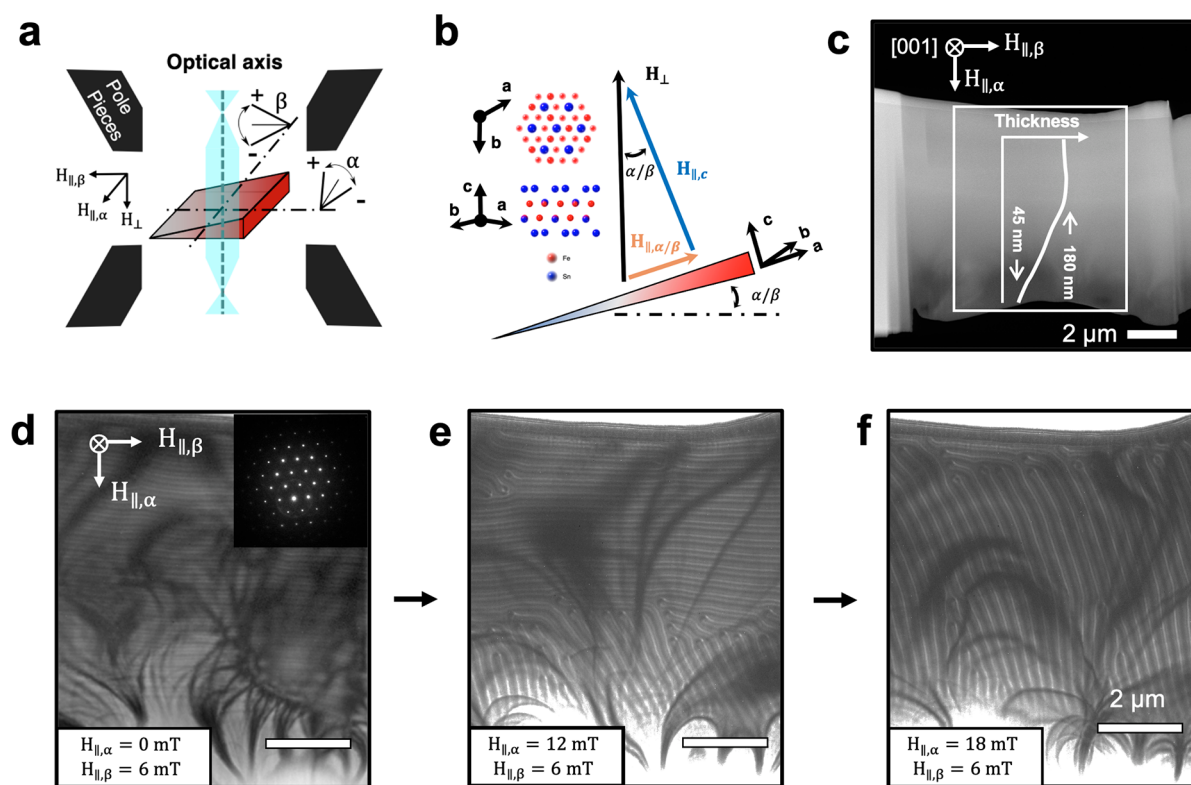 a
Optical axis
Pole
Pieces
+
β
-
+
α
-
H∥,β
H∥,α
H⊥
b
a
b
c
b
a
Fe
Sn
H⊥
α/β
H∥,c
H∥,α/β
c
b
a
α/β
c
[001]
H∥,β
H∥,α
Thickness
45 nm
180 nm
2 µm
d
H∥,β
H∥,α
H∥,α = 0 mT
H∥,β = 6 mT
e
H∥,α = 12 mT
H∥,β = 6 mT
f
2 µm
H∥,α = 18 mT
H∥,β = 6 mT